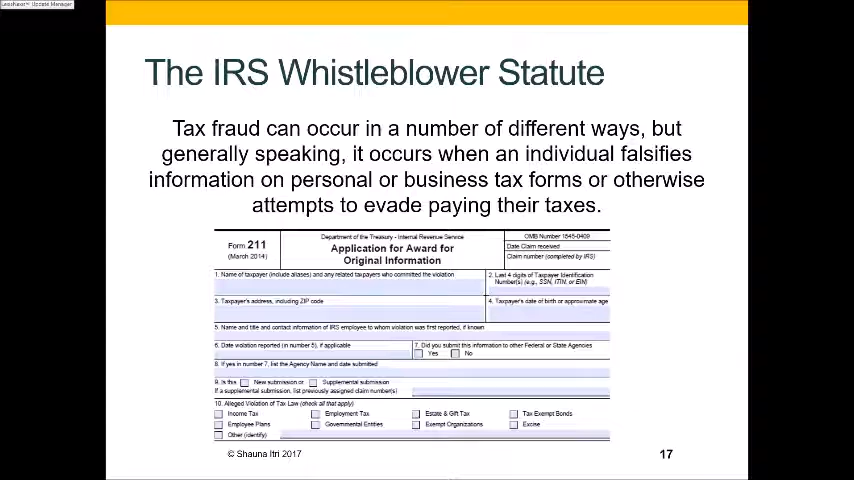 LexisNexis® Update Manager
The IRS Whistleblower Statute
Tax fraud can occur in a number of different ways, but
generally speaking, it occurs when an individual falsifies
information on personal or business tax forms or otherwise
attempts to evade paying their taxes.
Form 211
(March 2014)
Department of the Treasury - Internal Revenue Service
Application for Award for
Original Information
OMB Number 1545-0409
Date Claim received
Claim number (completed by IRS)
1. Name of taxpayer (include aliases) and any related taxpayers who committed the violation
2. Last 4 digits of Taxpayer Identification
Number(s) (e.g., SSN, ITIN, or EIN)
3. Taxpayer's address, including ZIP code
4. Taxpayer's date of birth or approximate age
5. Name and title and contact information of IRS employee to whom violation was first reported, if known
6. Date violation reported (in number 5), if applicable
7. Did you submit this information to other Federal or State Agencies
Yes No
8. If yes in number 7, list the Agency Name and date submitted
9. Is this New submission or Supplemental submission
If a supplemental submission, list previously assigned claim number(s)
10. Alleged Violation of Tax Law (check all that apply)
Income Tax Employment Tax Estate & Gift Tax Tax Exempt Bonds
Employee Plans Governmental Entities Exempt Organizations Excise
Other (identify)
© Shauna Itri 2017
17